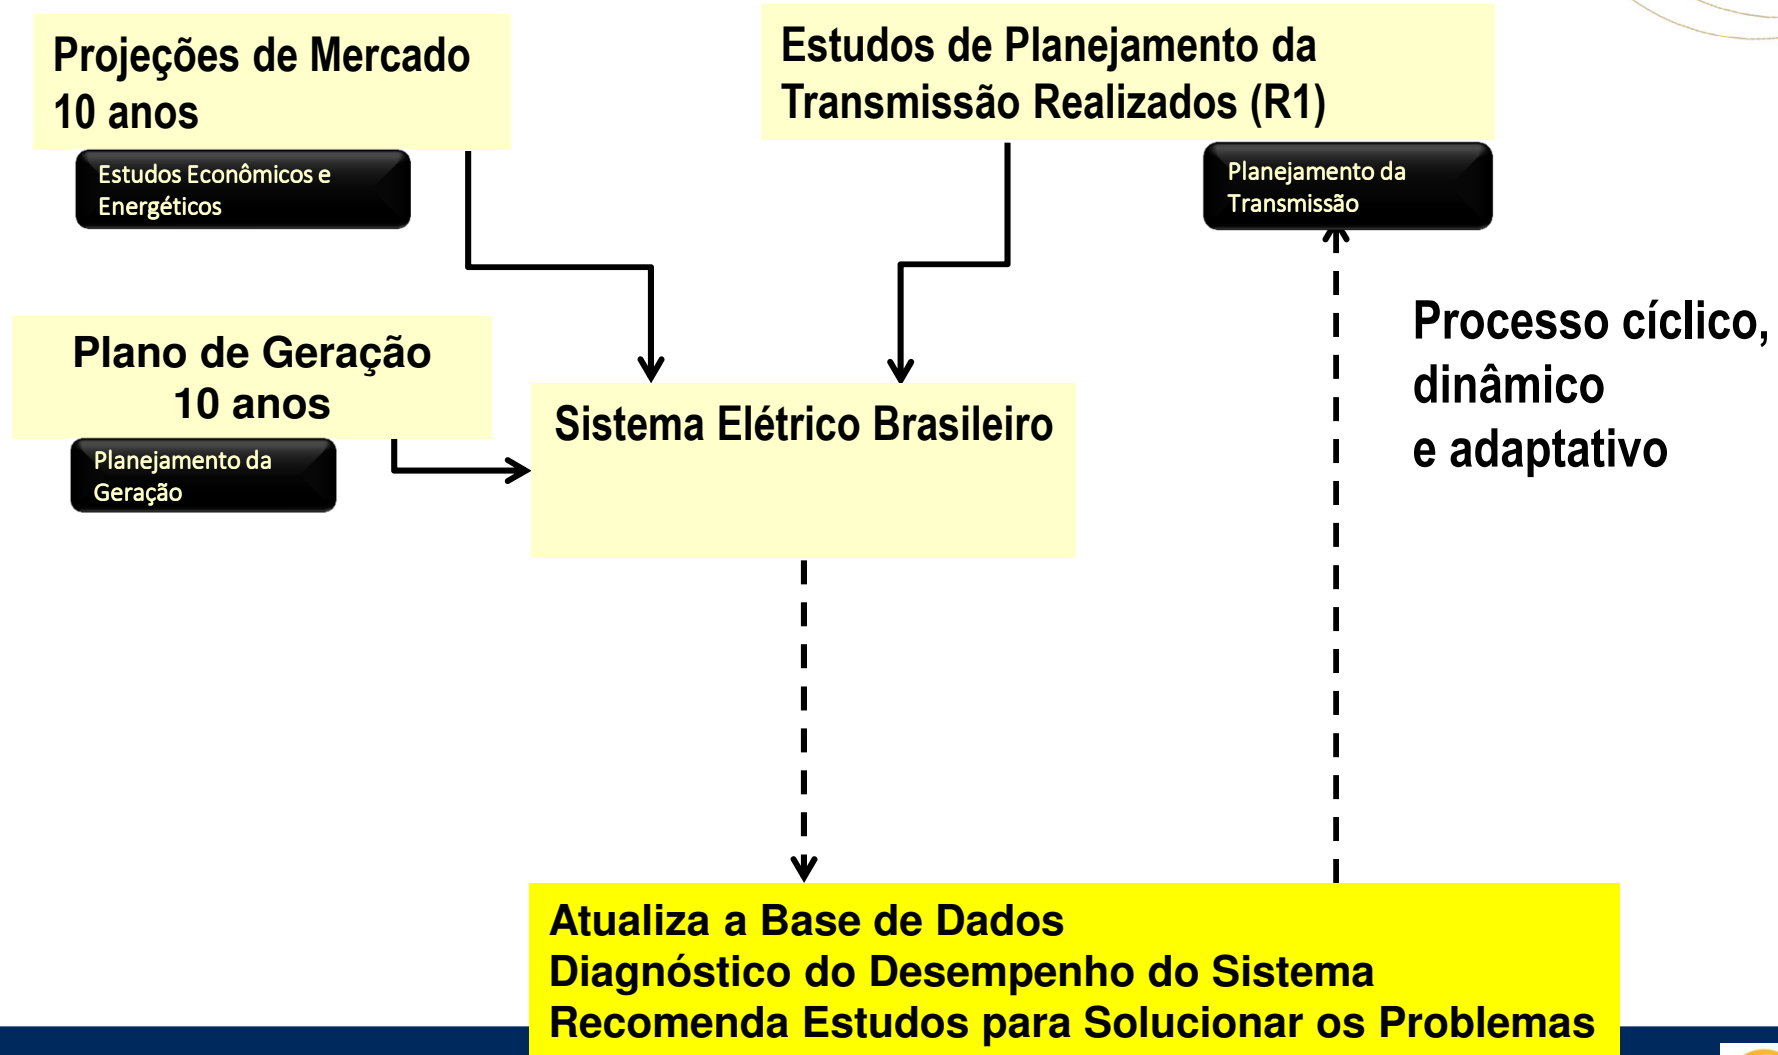 Projeções de Mercado
10 anos
Estudos Econômicos e
Energéticos
Estudos de Planejamento da
Transmissão Realizados (R1)
Planejamento da
Transmissão
Plano de Geração
10 anos
Planejamento da
Geração
Sistema Elétrico Brasileiro
Processo cíclico,
dinâmico
e adaptativo
Atualiza a Base de Dados
Diagnóstico do Desempenho do Sistema
Recomenda Estudos para Solucionar os Problemas